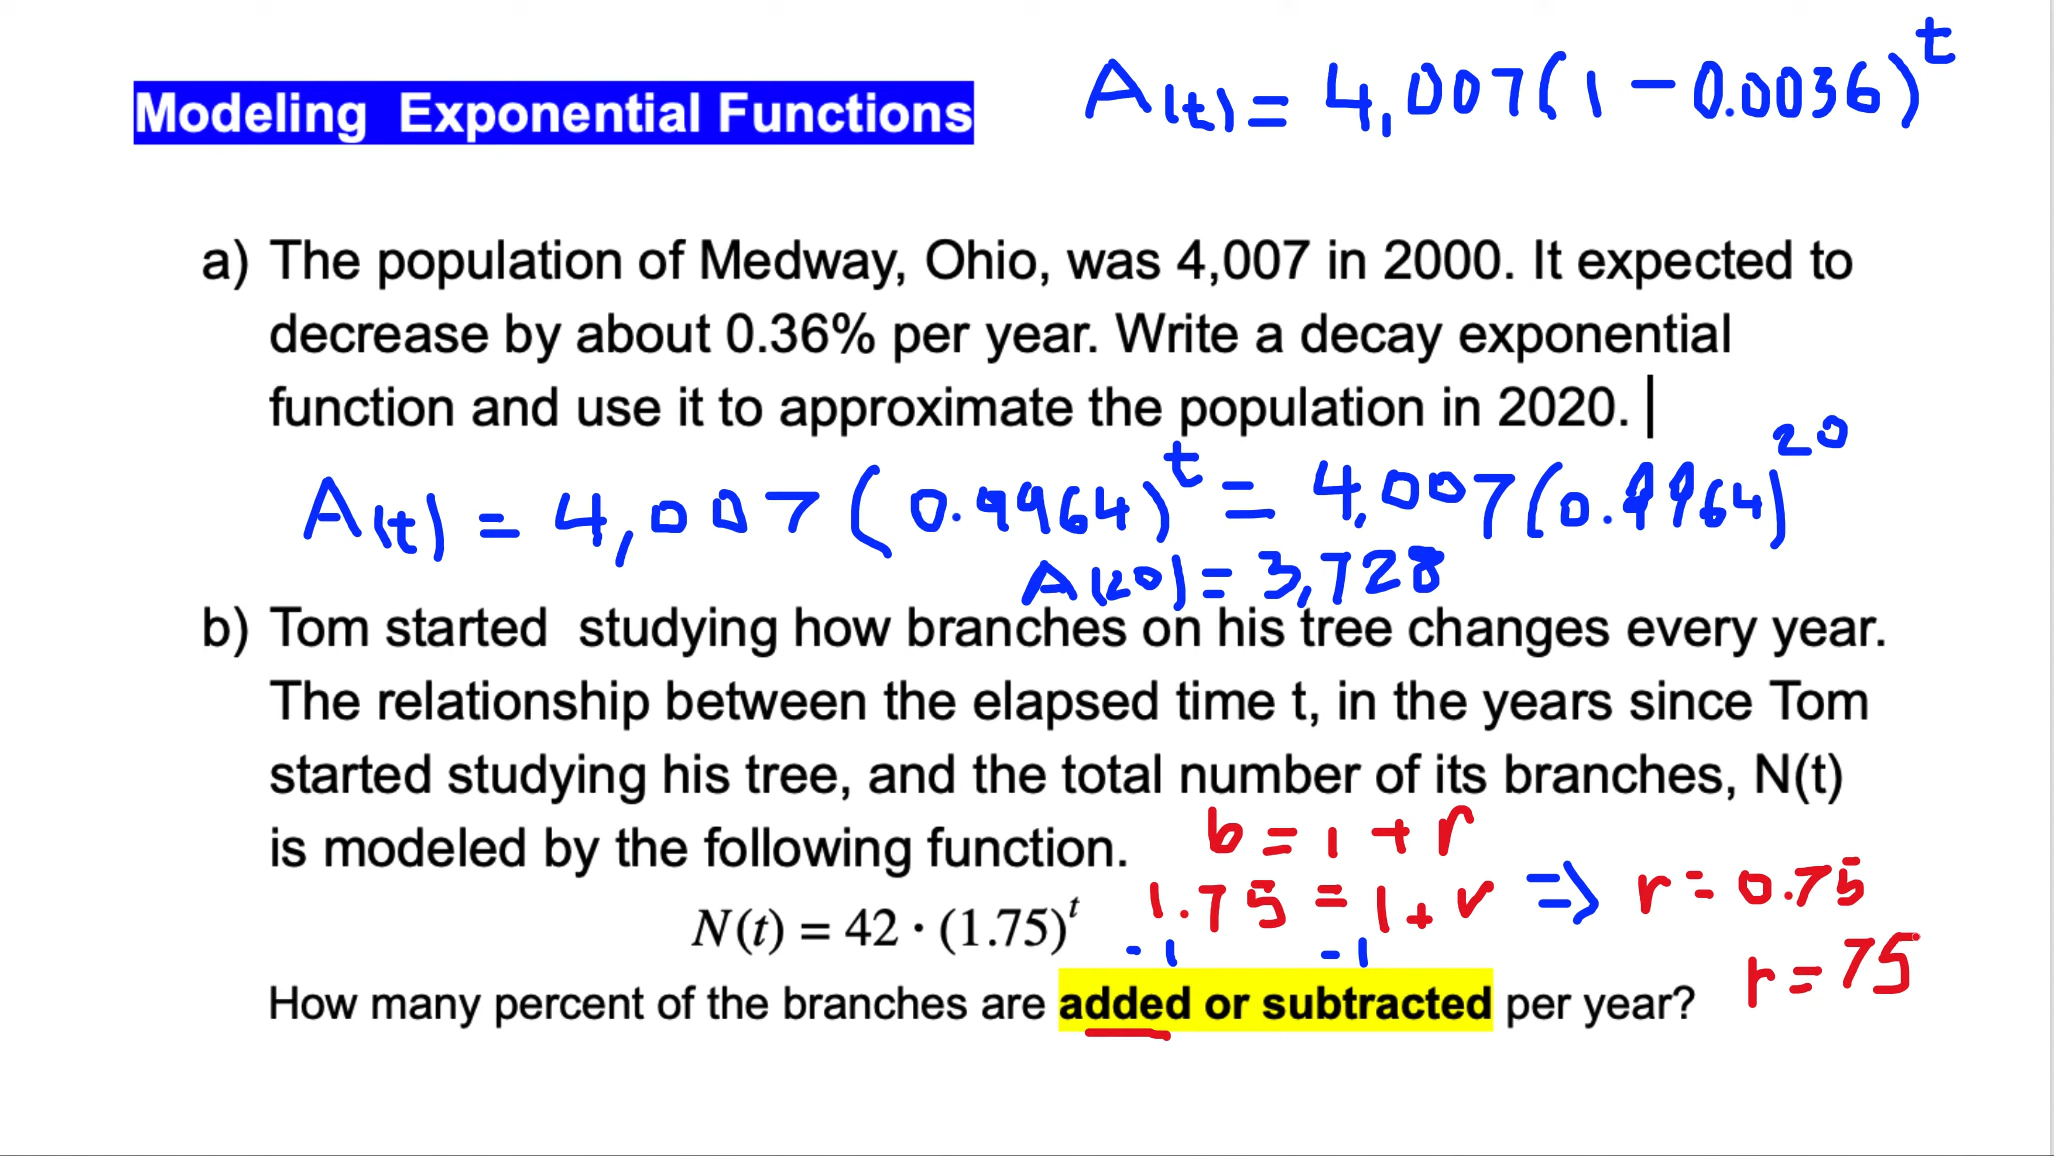 A(t) = 4,007(1 - 0.0036)^t
Modeling Exponential Functions
a) The population of Medway, Ohio, was 4,007 in 2000. It expected to
decrease by about 0.36% per year. Write a decay exponential
function and use it to approximate the population in 2020.
A(t) = 4,007 (0.9964)^t = 4,007(0.9964)^20
A(20) = 3,728
b) Tom started studying how branches on his tree changes every year.
The relationship between the elapsed time t, in the years since Tom
started studying his tree, and the total number of its branches, N(t)
is modeled by the following function.
b = 1 + r
N(t) = 42 · (1.75)^t
1.75 = 1 + r => r = 0.75
-1 -1
r = 75
How many percent of the branches are added or subtracted per year?